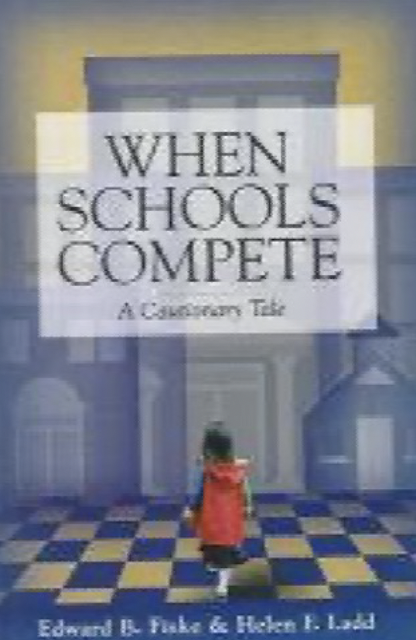 WHEN
SCHOOLS
COMPETE
A Cautionary Tale
Edward B. Fiske & Helen F. Ladd